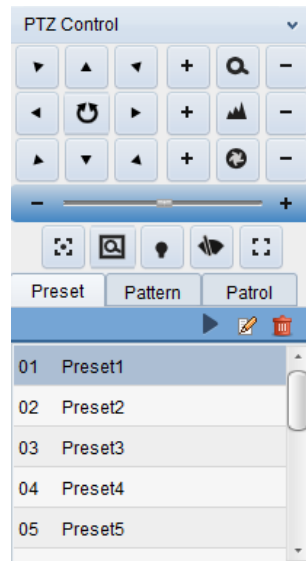 PTZ Control
Preset Pattern Patrol
01 Preset1
02 Preset2
03 Preset3
04 Preset4
05 Preset5